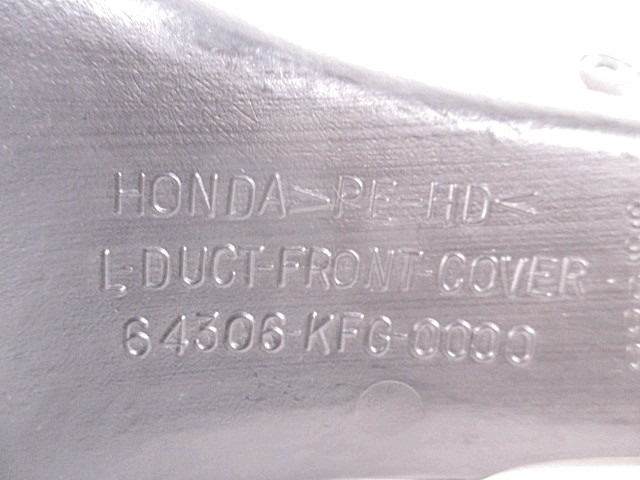 HONDA >PE-HD<
L-DUCT-FRONT-COVER
64306-KFG-0000